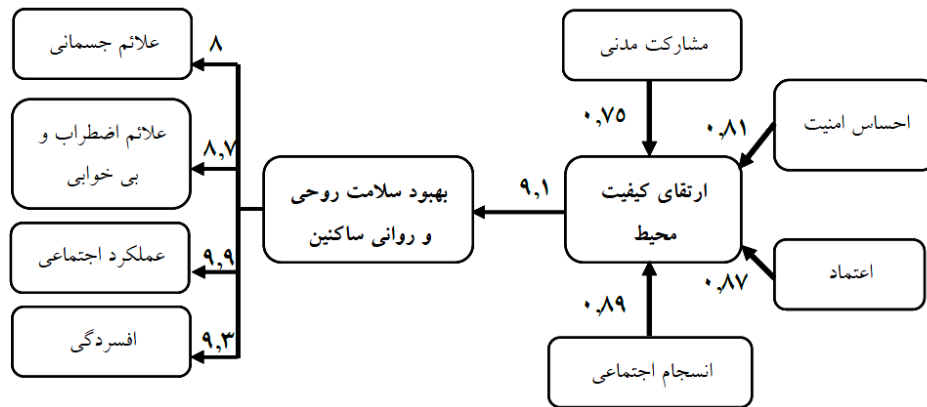 مشارکت مدنی
۰,۷۵
احساس امنیت
۰,۸۱
ارتقای کیفیت
محیط
اعتماد
۰,۸۷
انسجام اجتماعی
۰,۸۹
۹,۱
بهبود سلامت روحی
و روانی ساکنین
علائم جسمانی
۸
علائم اضطراب و
بی خوابی
۸,۷
عملکرد اجتماعی
۹,۹
افسردگی
۹,۳